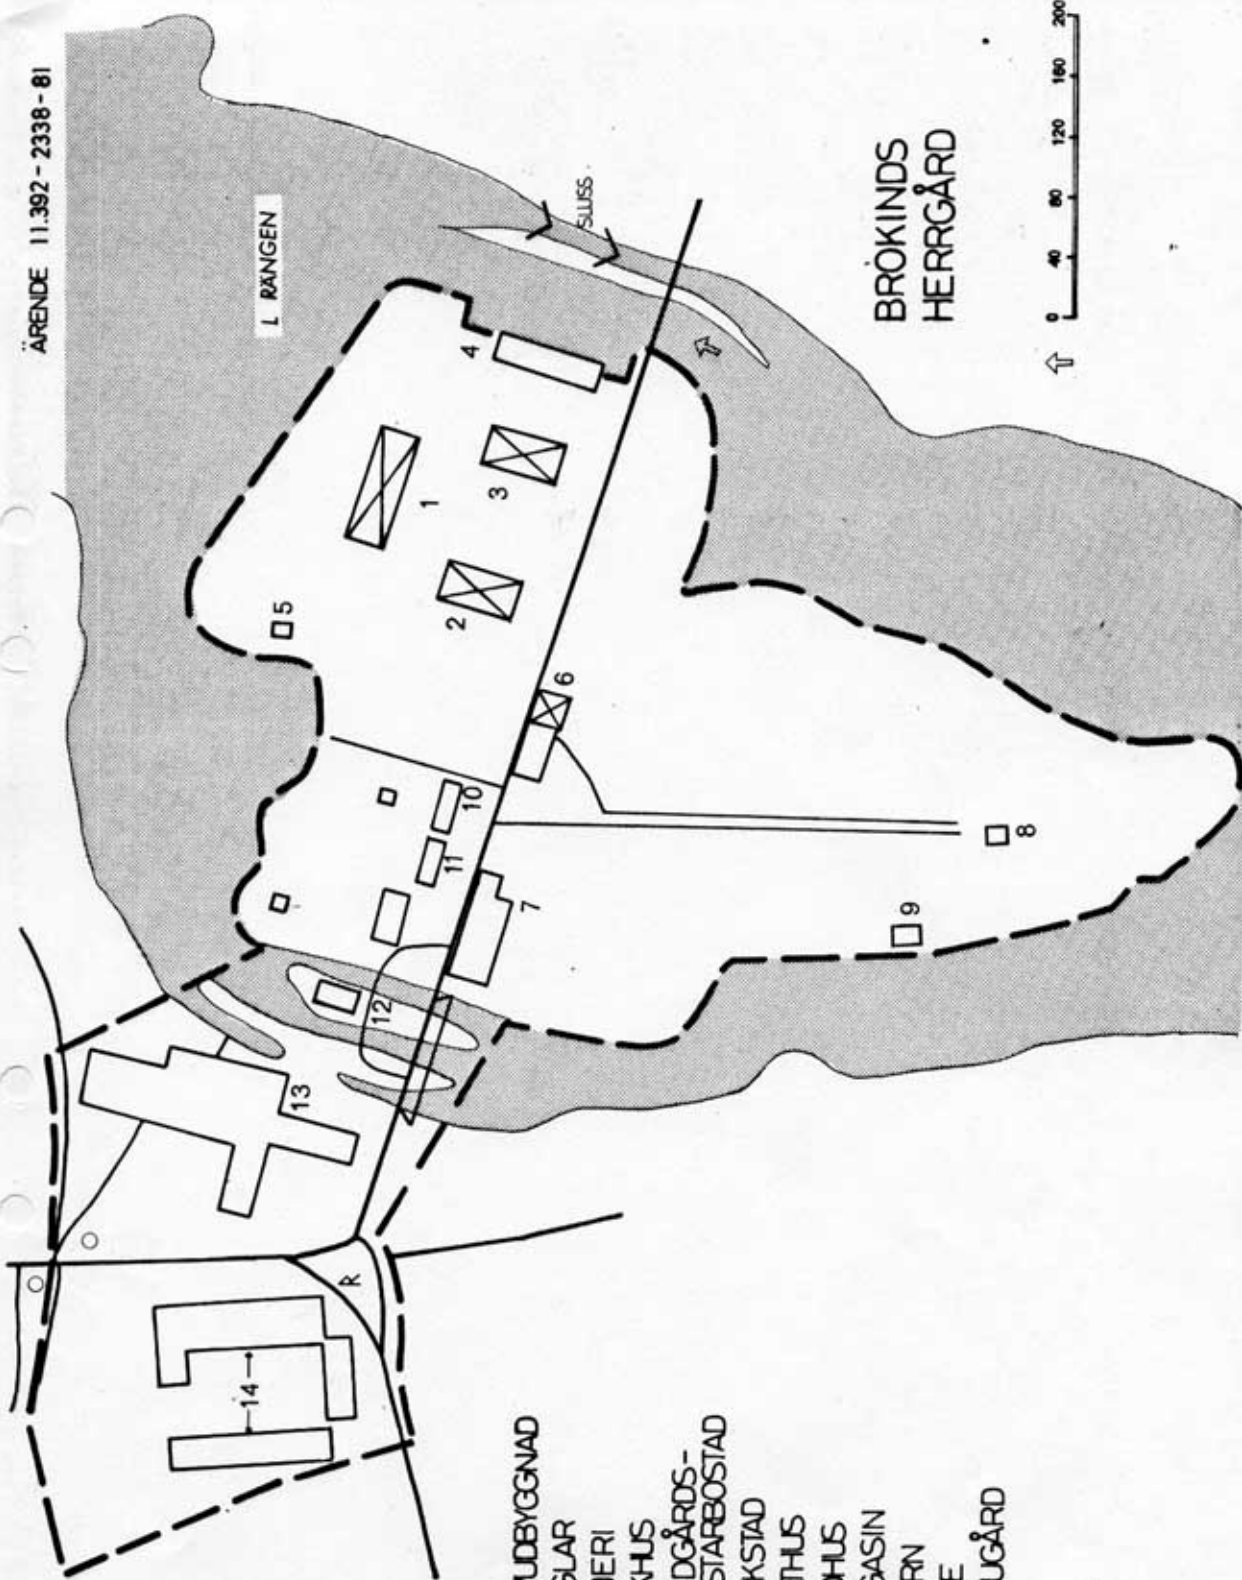 ÄRENDE 11.392 - 2338 - 81
L RÄNGEN
SLUSS
BROKINDS
HERRGÅRD
0 40 80 120 160 200
1
2
3
4
5
6
7
8
9
10
11
12
13
14
R
UDBYGGNAD
GLAR
IERI
KHUS
DGÅRDS-
STARBOSTAD
KSTAD
THUS
HUS
GASIN
RN
E
UGÅRD